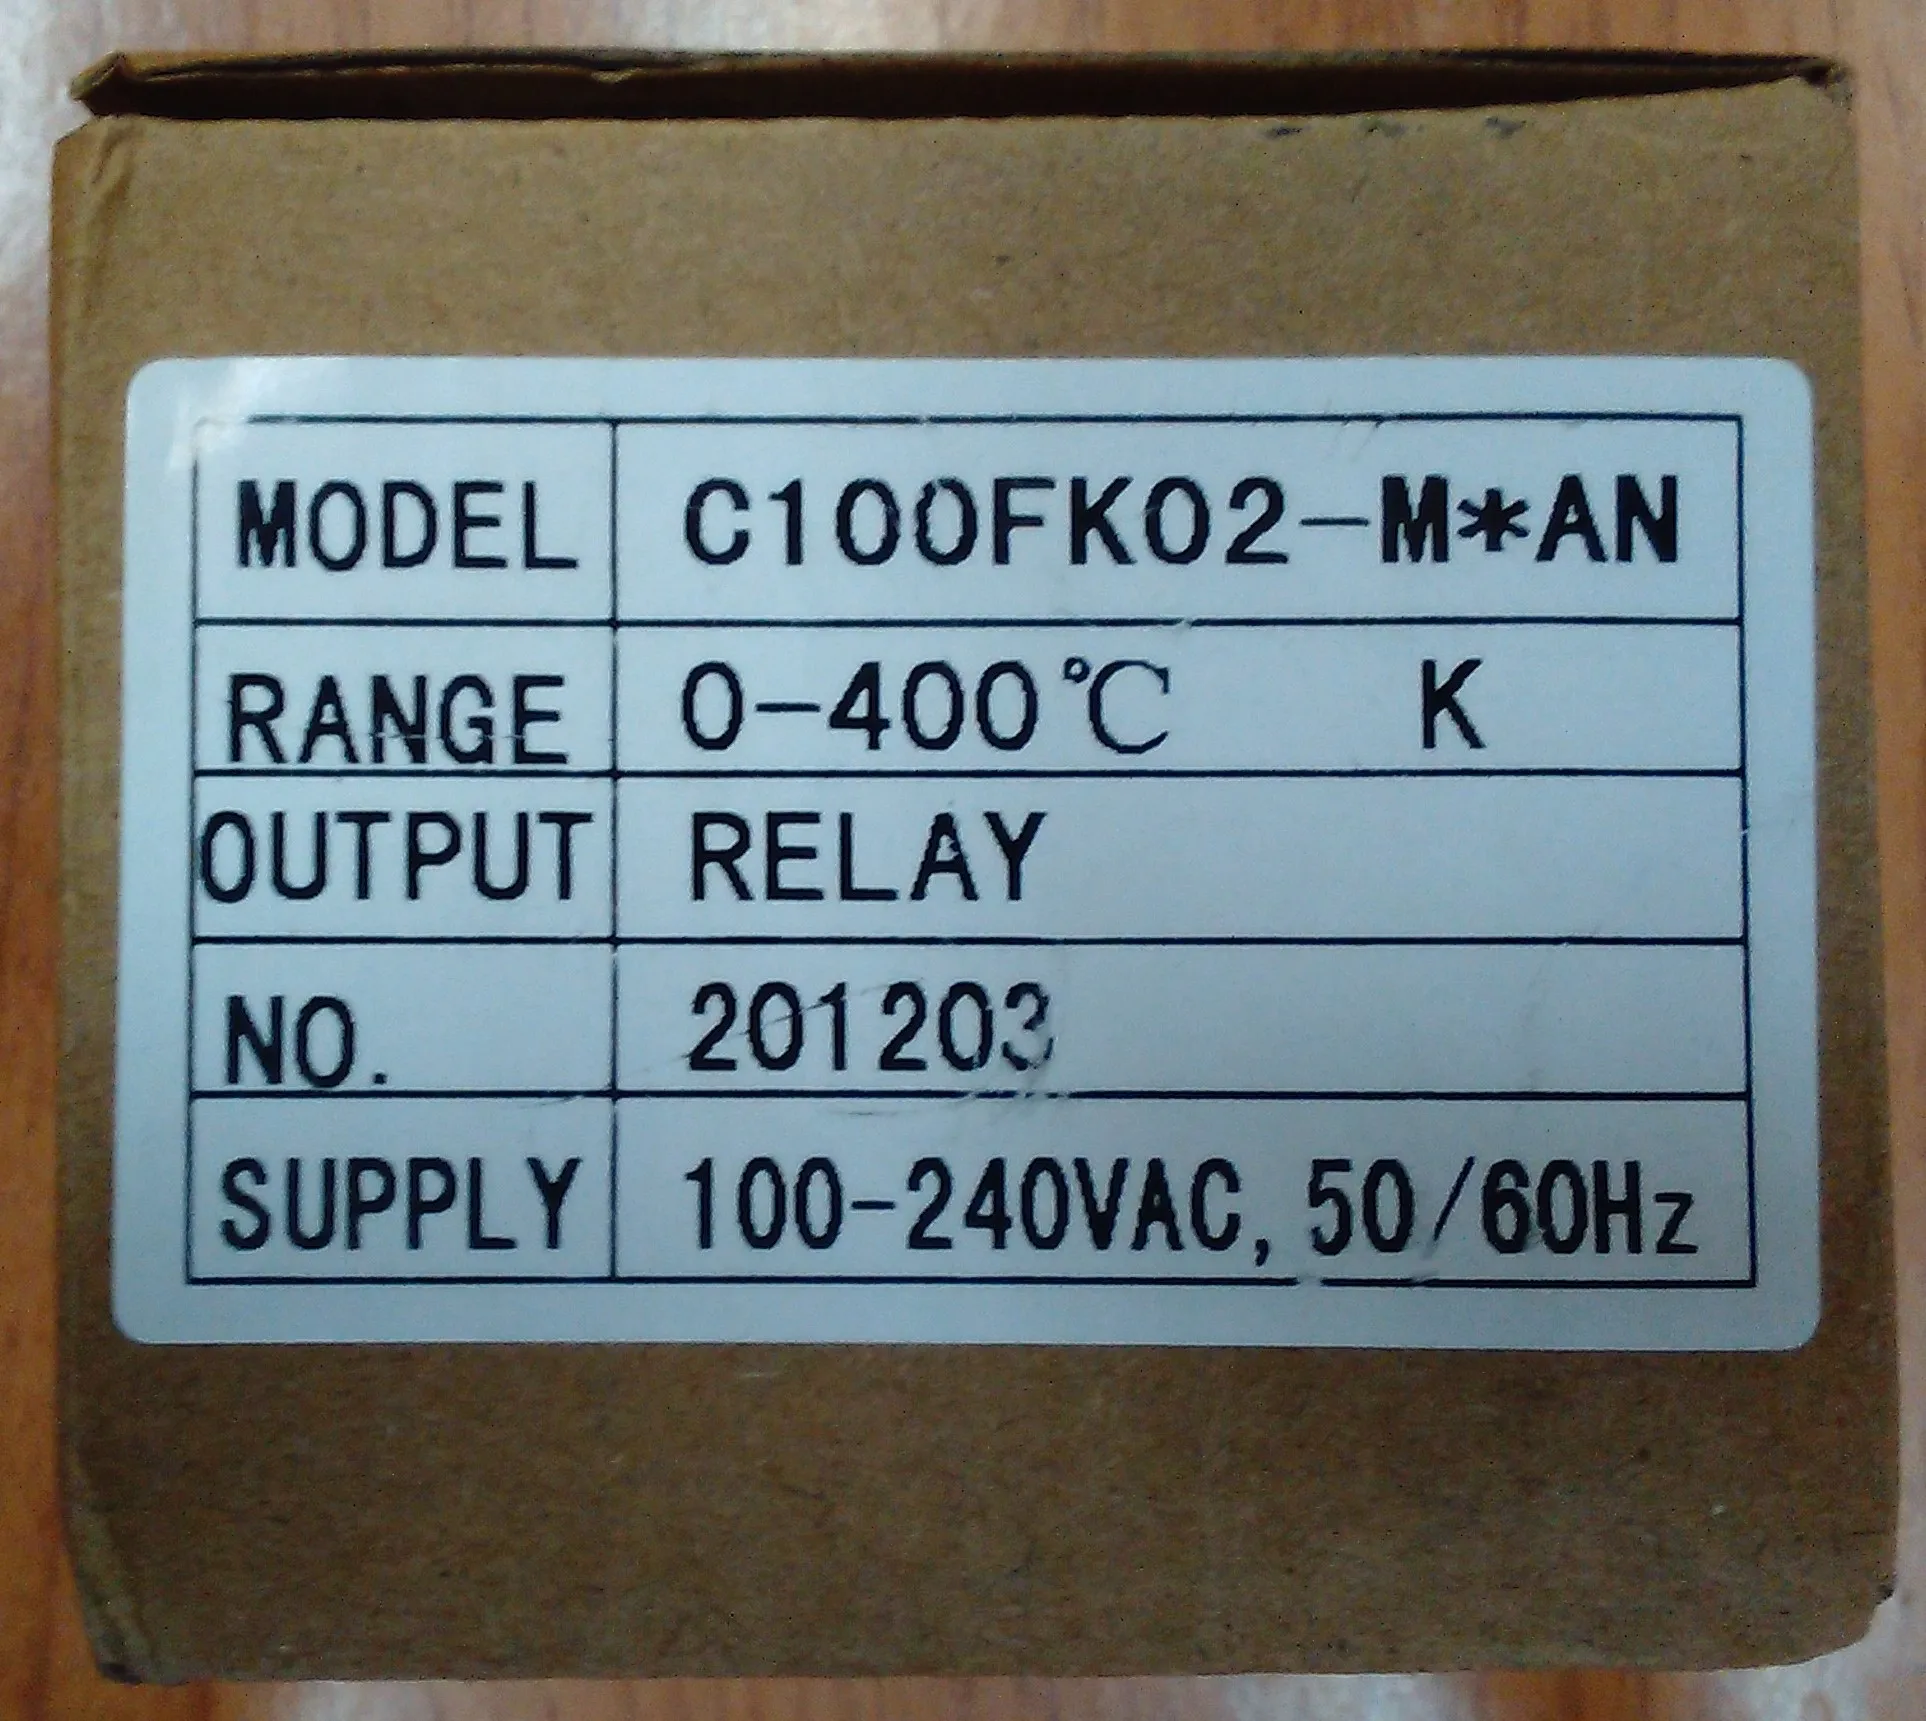 MODEL C100FK02-M*AN
RANGE 0-400℃ K
OUTPUT RELAY
NO. 201203
SUPPLY 100-240VAC, 50/60Hz